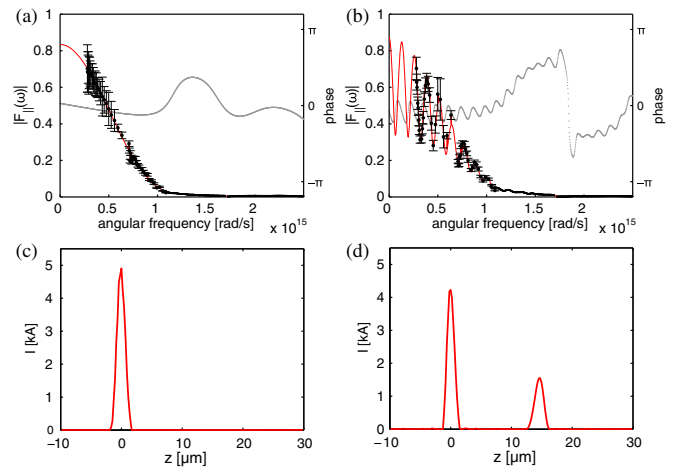 (a)
1
0.8
0.6
0.4
0.2
0
|F||(ω)|
π
0
−π
phase
0 0.5 1 1.5 2
angular frequency [rad/s]
x 10^15
(b)
1
0.8
0.6
0.4
0.2
0
|F||(ω)|
π
0
−π
phase
0 0.5 1 1.5 2
angular frequency [rad/s]
x 10^15
(c)
5
4
3
2
1
0
I [kA]
−10 0 10 20 30
z [μm]
(d)
5
4
3
2
1
0
I [kA]
−10 0 10 20 30
z [μm]